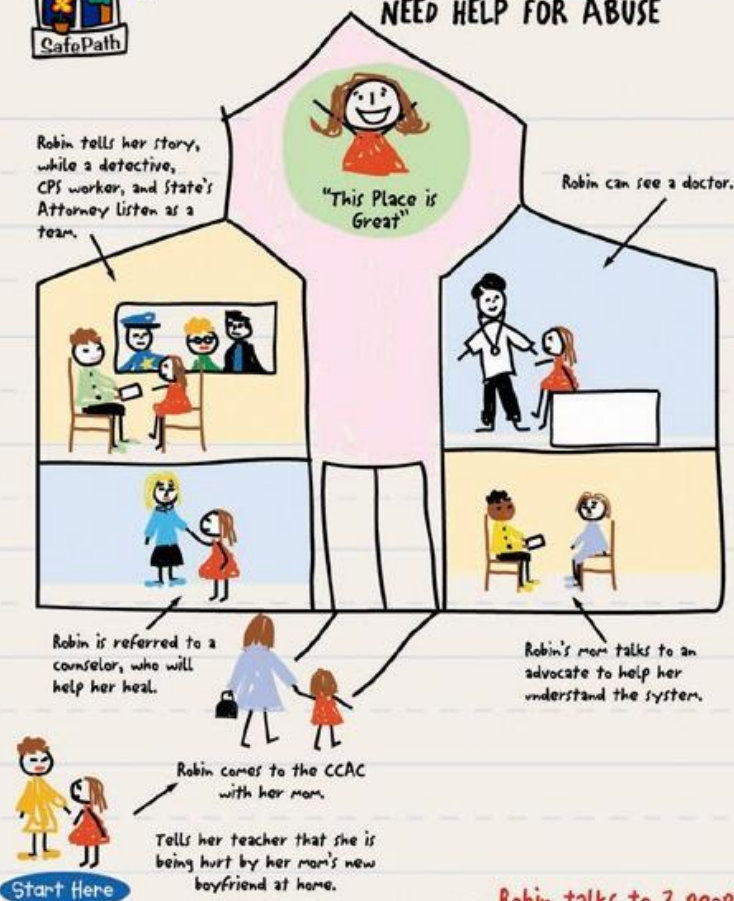 NEED HELP FOR ABUSE
SafePath
Robin tells her story,
while a detective,
CPS worker, and State's
Attorney listen as a
team.
"This Place is
Great"
Robin can see a doctor.
Robin is referred to a
counselor, who will
help her heal.
Robin's mom talks to an
advocate to help her
understand the system.
Robin comes to the CCAC
with her mom.
Tells her teacher that she is
being hurt by her mom's new
boyfriend at home.
Start Here
Robin talks to